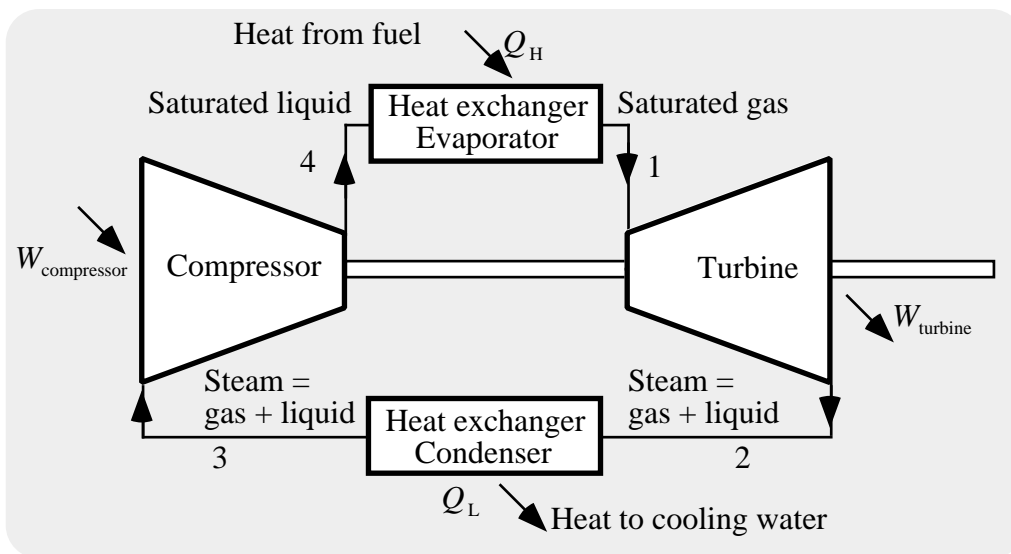 Heat from fuel
Q_H
Saturated liquid
Heat exchanger
Evaporator
Saturated gas
4
1
W_compressor
Compressor
Turbine
W_turbine
Steam =
gas + liquid
Heat exchanger
Condenser
Steam =
gas + liquid
3
2
Q_L
Heat to cooling water